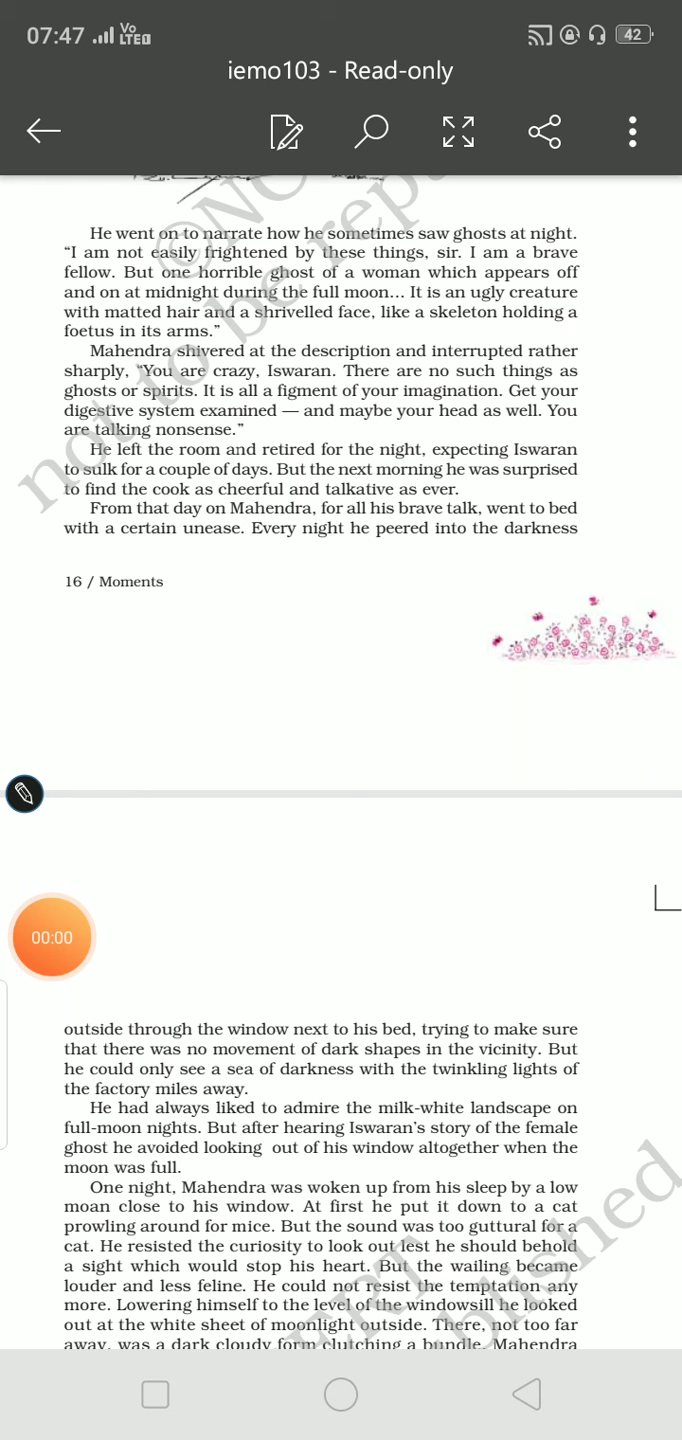 07:47 Vo LTE 42
iemo103 - Read-only
He went on to narrate how he sometimes saw ghosts at night.
“I am not easily frightened by these things, sir. I am a brave
fellow. But one horrible ghost of a woman which appears off
and on at midnight during the full moon... It is an ugly creature
with matted hair and a shrivelled face, like a skeleton holding a
foetus in its arms.”
Mahendra shivered at the description and interrupted rather
sharply, “You are crazy, Iswaran. There are no such things as
ghosts or spirits. It is all a figment of your imagination. Get your
digestive system examined — and maybe your head as well. You
are talking nonsense.”
He left the room and retired for the night, expecting Iswaran
to sulk for a couple of days. But the next morning he was surprised
to find the cook as cheerful and talkative as ever.
From that day on Mahendra, for all his brave talk, went to bed
with a certain unease. Every night he peered into the darkness
©NC
not to be rep
16 / Moments
00:00
outside through the window next to his bed, trying to make sure
that there was no movement of dark shapes in the vicinity. But
he could only see a sea of darkness with the twinkling lights of
the factory miles away.
He had always liked to admire the milk-white landscape on
full-moon nights. But after hearing Iswaran’s story of the female
ghost he avoided looking out of his window altogether when the
moon was full.
One night, Mahendra was woken up from his sleep by a low
moan close to his window. At first he put it down to a cat
prowling around for mice. But the sound was too guttural for a
cat. He resisted the curiosity to look out lest he should behold
a sight which would stop his heart. But the wailing became
louder and less feline. He could not resist the temptation any
more. Lowering himself to the level of the windowsill he looked
out at the white sheet of moonlight outside. There, not too far
away, was a dark cloudy form clutching a bundle. Mahendra
ERT
ublished